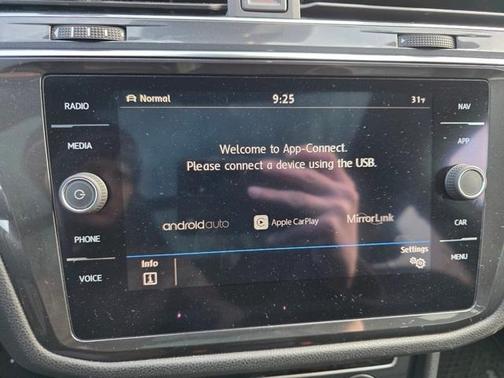 RADIO
MEDIA
PHONE
VOICE
Normal
9:25
31°F
Welcome to App-Connect.
Please connect a device using the USB.
androidauto
Apple CarPlay
MirrorLink
Info
Settings
NAV
APP
CAR
MENU